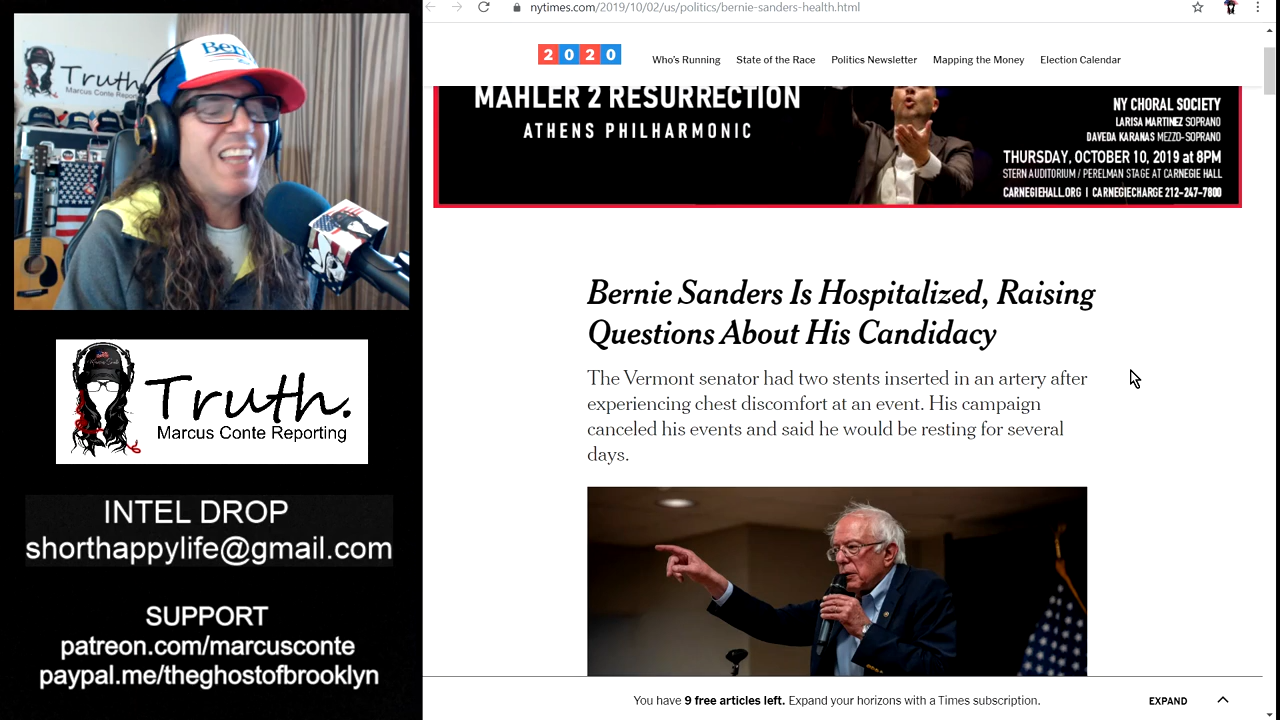 Bern
Truth.
Marcus Conte Reporting
Truth.
Marcus Conte Reporting
INTEL DROP
shorthappylife@gmail.com
SUPPORT
patreon.com/marcusconte
paypal.me/theghostofbrooklyn
nytimes.com/2019/10/02/us/politics/bernie-sanders-health.html
2020
Who's Running State of the Race Politics Newsletter Mapping the Money Election Calendar
MAHLER 2 RESURRECTION
ATHENS PHILHARMONIC
NY CHORAL SOCIETY
LARISA MARTINEZ SOPRANO
DAVEDA KARANAS MEZZO-SOPRANO
THURSDAY, OCTOBER 10, 2019 at 8PM
STERN AUDITORIUM / PERELMAN STAGE AT CARNEGIE HALL
CARNEGIEHALL.ORG | CARNEGIECHARGE 212-247-7800
Bernie Sanders Is Hospitalized, Raising
Questions About His Candidacy
The Vermont senator had two stents inserted in an artery after
experiencing chest discomfort at an event. His campaign
canceled his events and said he would be resting for several
days.
You have 9 free articles left. Expand your horizons with a Times subscription.
EXPAND